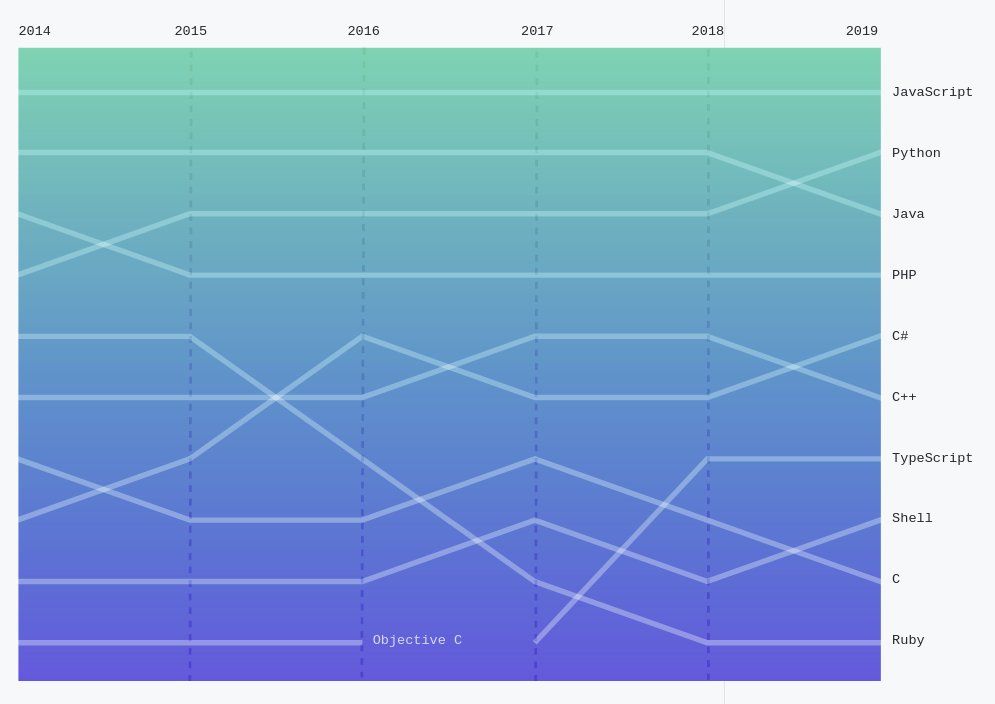 2014 2015 2016 2017 2018 2019
JavaScript
Python
Java
PHP
C#
C++
TypeScript
Shell
C
Objective C Ruby